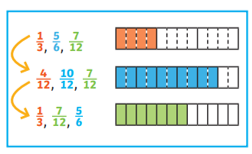 1/3, 5/6, 7/12
4/12, 10/12, 7/12
1/3, 7/12, 5/6